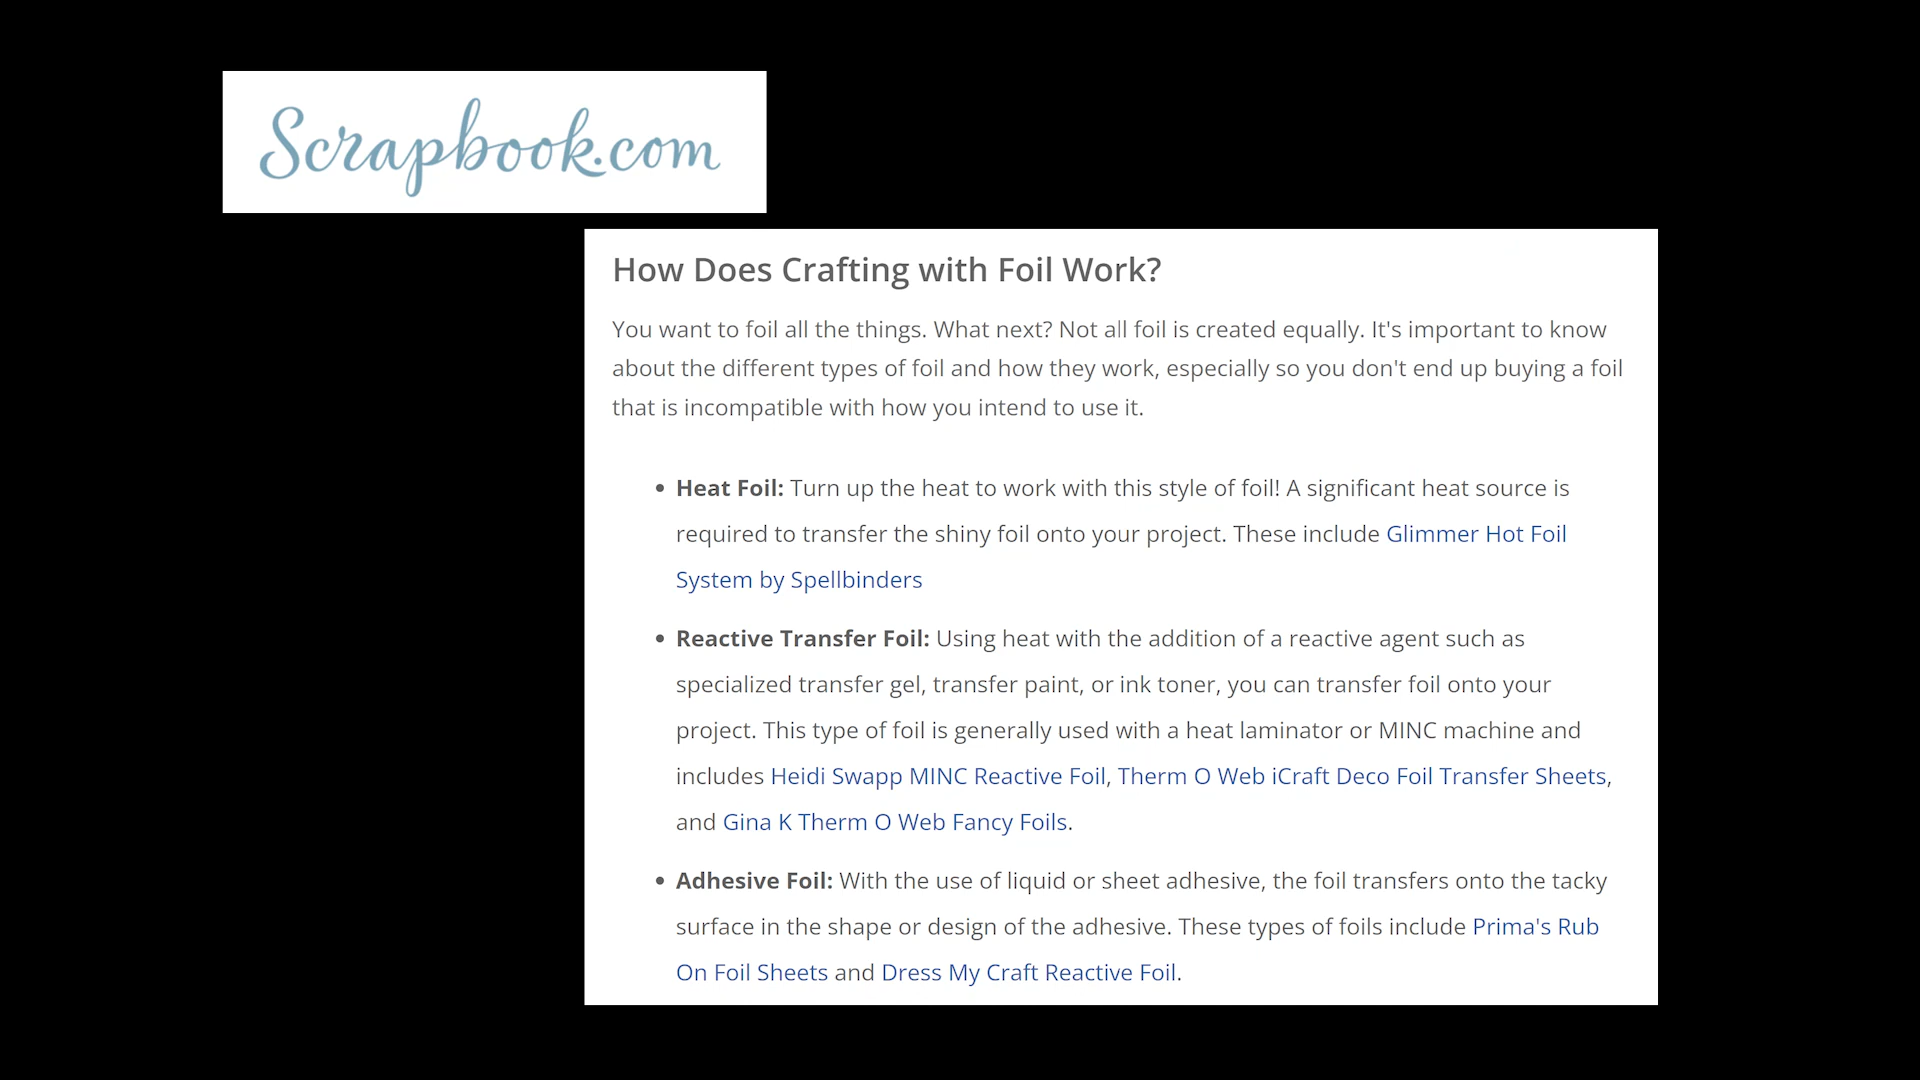 Scrapbook.com
How Does Crafting with Foil Work?
You want to foil all the things. What next? Not all foil is created equally. It's important to know
about the different types of foil and how they work, especially so you don't end up buying a foil
that is incompatible with how you intend to use it.
• Heat Foil: Turn up the heat to work with this style of foil! A significant heat source is
required to transfer the shiny foil onto your project. These include Glimmer Hot Foil
System by Spellbinders
• Reactive Transfer Foil: Using heat with the addition of a reactive agent such as
specialized transfer gel, transfer paint, or ink toner, you can transfer foil onto your
project. This type of foil is generally used with a heat laminator or MINC machine and
includes Heidi Swapp MINC Reactive Foil, Therm O Web iCraft Deco Foil Transfer Sheets,
and Gina K Therm O Web Fancy Foils.
• Adhesive Foil: With the use of liquid or sheet adhesive, the foil transfers onto the tacky
surface in the shape or design of the adhesive. These types of foils include Prima's Rub
On Foil Sheets and Dress My Craft Reactive Foil.